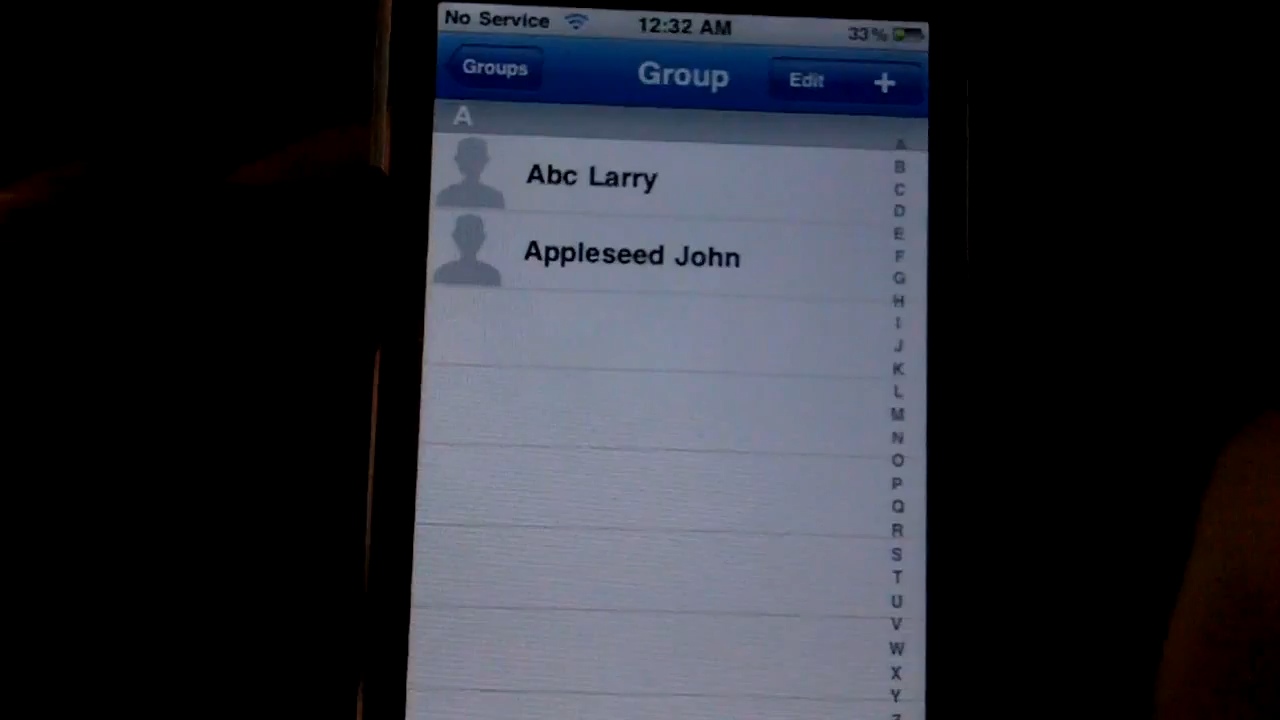 No Service 12:32 AM 33%
Groups Group Edit +
A
Abc Larry
Appleseed John
A
B
C
D
E
F
G
H
I
J
K
L
M
N
O
P
Q
R
S
T
U
V
W
X
Y
Z